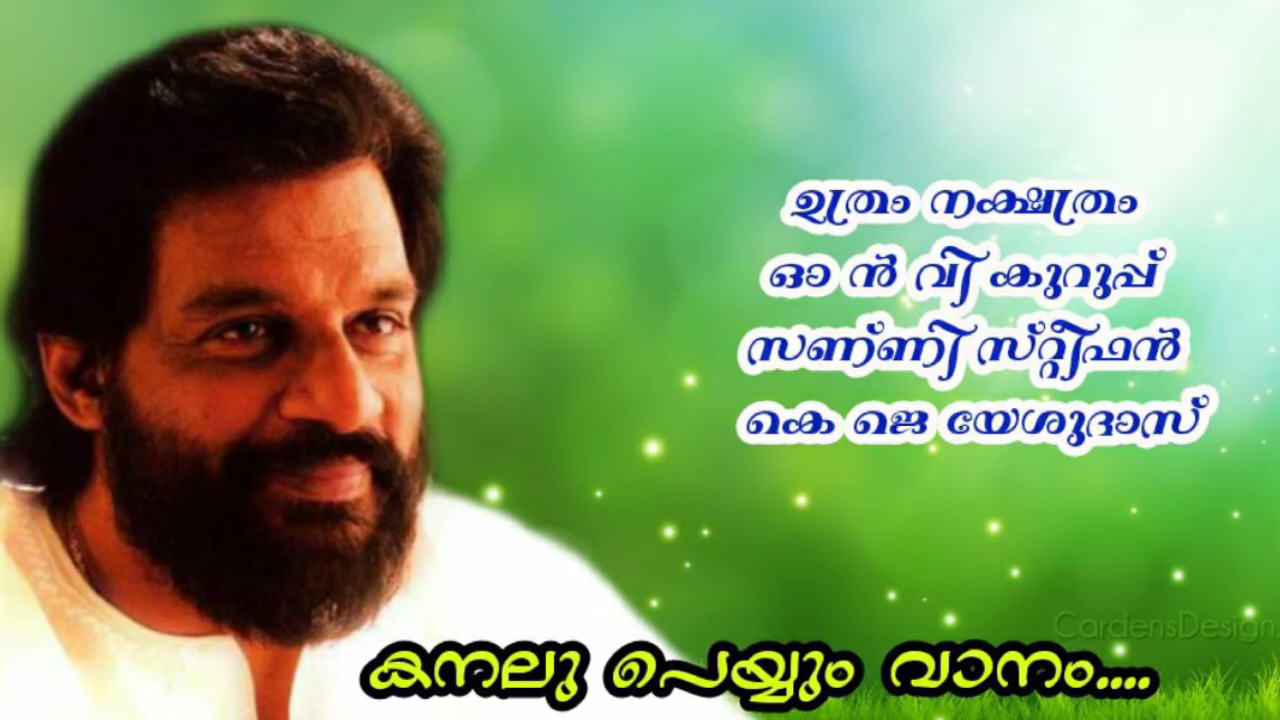 ഉത്രാം നക്ഷത്രാം
ഓ ൻ വി കുറുപ്പ്
സണ്ണി സ്റ്റീഫൻ
കെ ജെ യേശുദാസ്
CardensDesign
കനലു പെയ്യും വാനം....